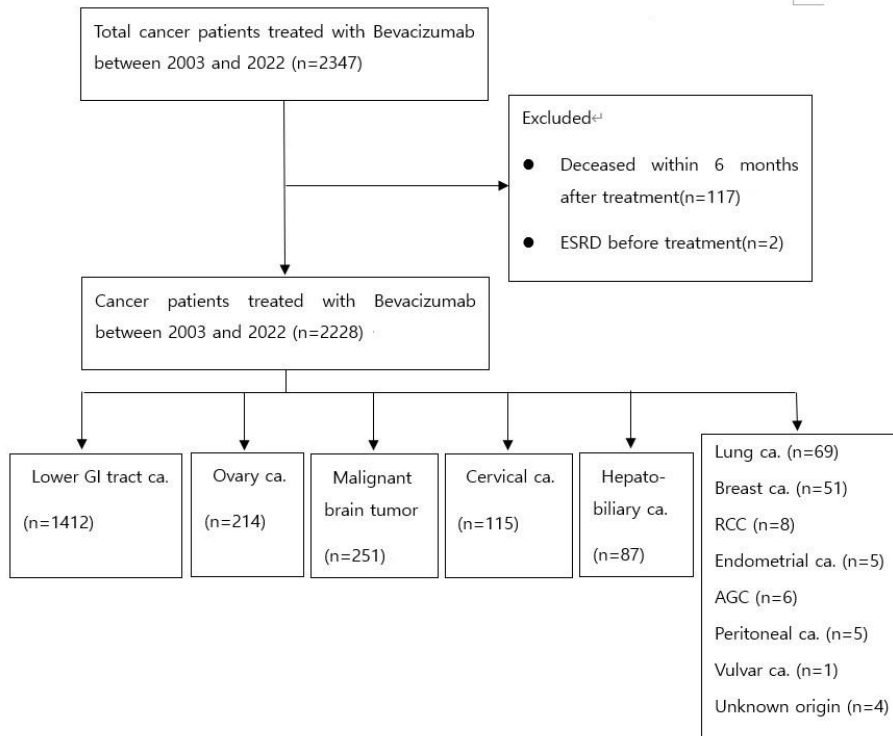 Total cancer patients treated with Bevacizumab
between 2003 and 2022 (n=2347)
Excluded↵
● Deceased within 6 months
after treatment(n=117)
● ESRD before treatment(n=2)
Cancer patients treated with Bevacizumab
between 2003 and 2022 (n=2228)
Lower GI tract ca.
(n=1412)
Ovary ca.
(n=214)
Malignant
brain tumor
(n=251)
Cervical ca.
(n=115)
Hepato-
biliary ca.
(n=87)
Lung ca. (n=69)
Breast ca. (n=51)
RCC (n=8)
Endometrial ca. (n=5)
AGC (n=6)
Peritoneal ca. (n=5)
Vulvar ca. (n=1)
Unknown origin (n=4)